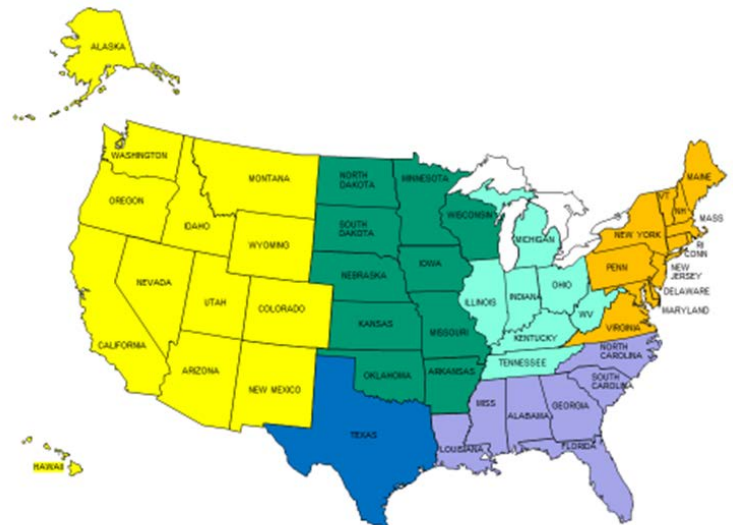 ALASKA
WASHINGTON
MONTANA
NORTH
DAKOTA
MINNESOTA
MAINE
OREGON
IDAHO
VT
NH
MASS
SOUTH
DAKOTA
WISCONSIN
NEW YORK
MICHIGAN
RI
CONN
WYOMING
IOWA
PENN
NEW
JERSEY
NEBRASKA
NEVADA
UTAH
COLORADO
ILLINOIS
INDIANA
OHIO
DELAWARE
MARYLAND
WV
KANSAS
MISSOURI
KENTUCKY
VIRGINIA
CALIFORNIA
NORTH
CAROLINA
TENNESSEE
ARIZONA
NEW MEXICO
OKLAHOMA
ARKANSAS
SOUTH
CAROLINA
MISS
ALABAMA
GEORGIA
TEXAS
LOUISIANA
FLORIDA
HAWAII